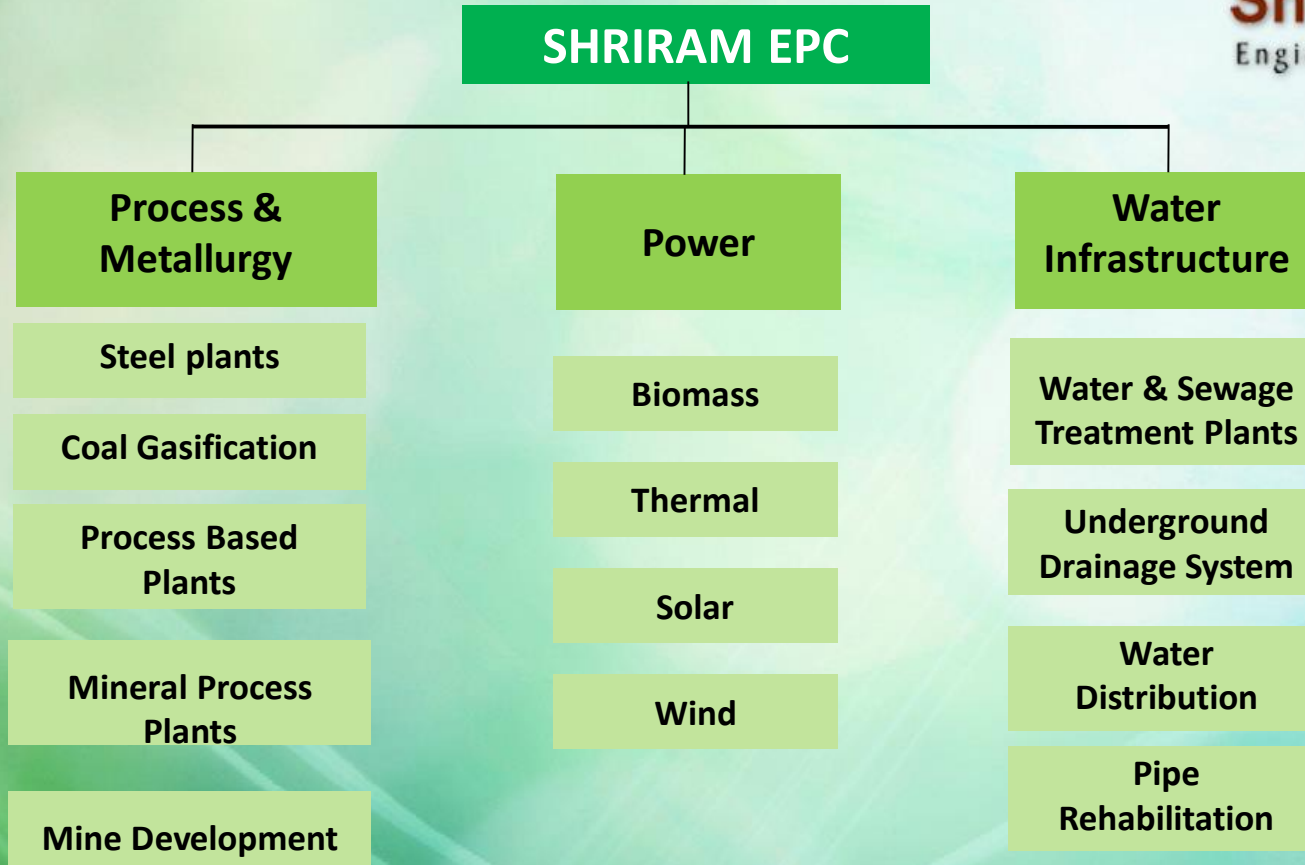 SHRIRAM EPC
Process &
Metallurgy
Steel plants
Coal Gasification
Process Based
Plants
Mineral Process
Plants
Mine Development
Power
Biomass
Thermal
Solar
Wind
Water
Infrastructure
Water & Sewage
Treatment Plants
Underground
Drainage System
Water
Distribution
Pipe
Rehabilitation